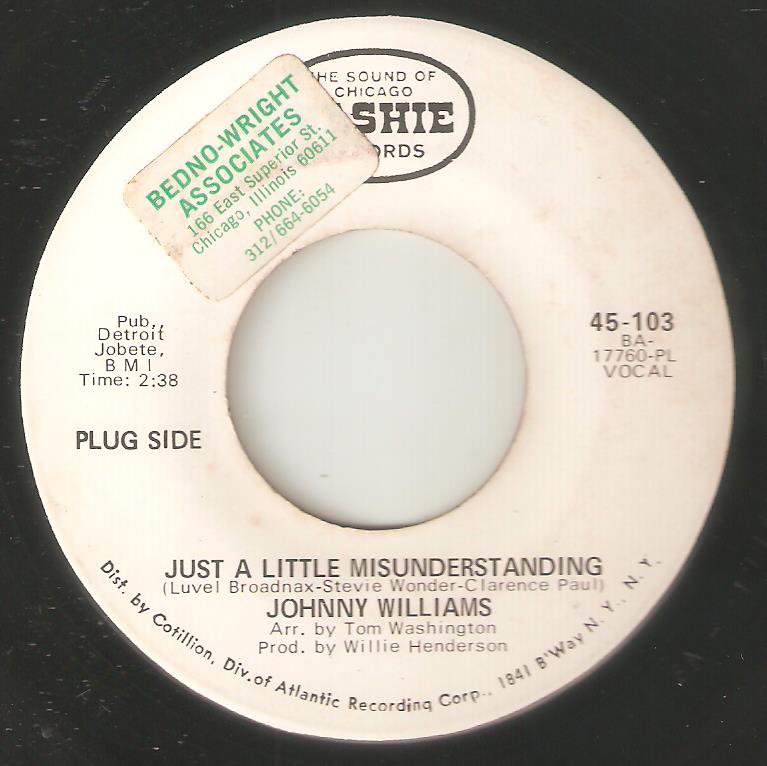 THE SOUND OF
CHICAGO
SHIE
RDS
BEDNO-WRIGHT
ASSOCIATES
166 East Superior St.
Chicago, Illinois 60611
PHONE:
312/664-6054
Pub.,
Detroit
Jobete,
B M I
Time: 2:38
PLUG SIDE
45-103
BA-
17760-PL
VOCAL
JUST A LITTLE MISUNDERSTANDING
(Luvel Broadnax-Stevie Wonder-Clarence Paul)
JOHNNY WILLIAMS
Arr. by Tom Washington
Prod. by Willie Henderson
Dist. by Cotillion, Div. of Atlantic Recording Corp., 1841 B'Way N. Y., N. Y.